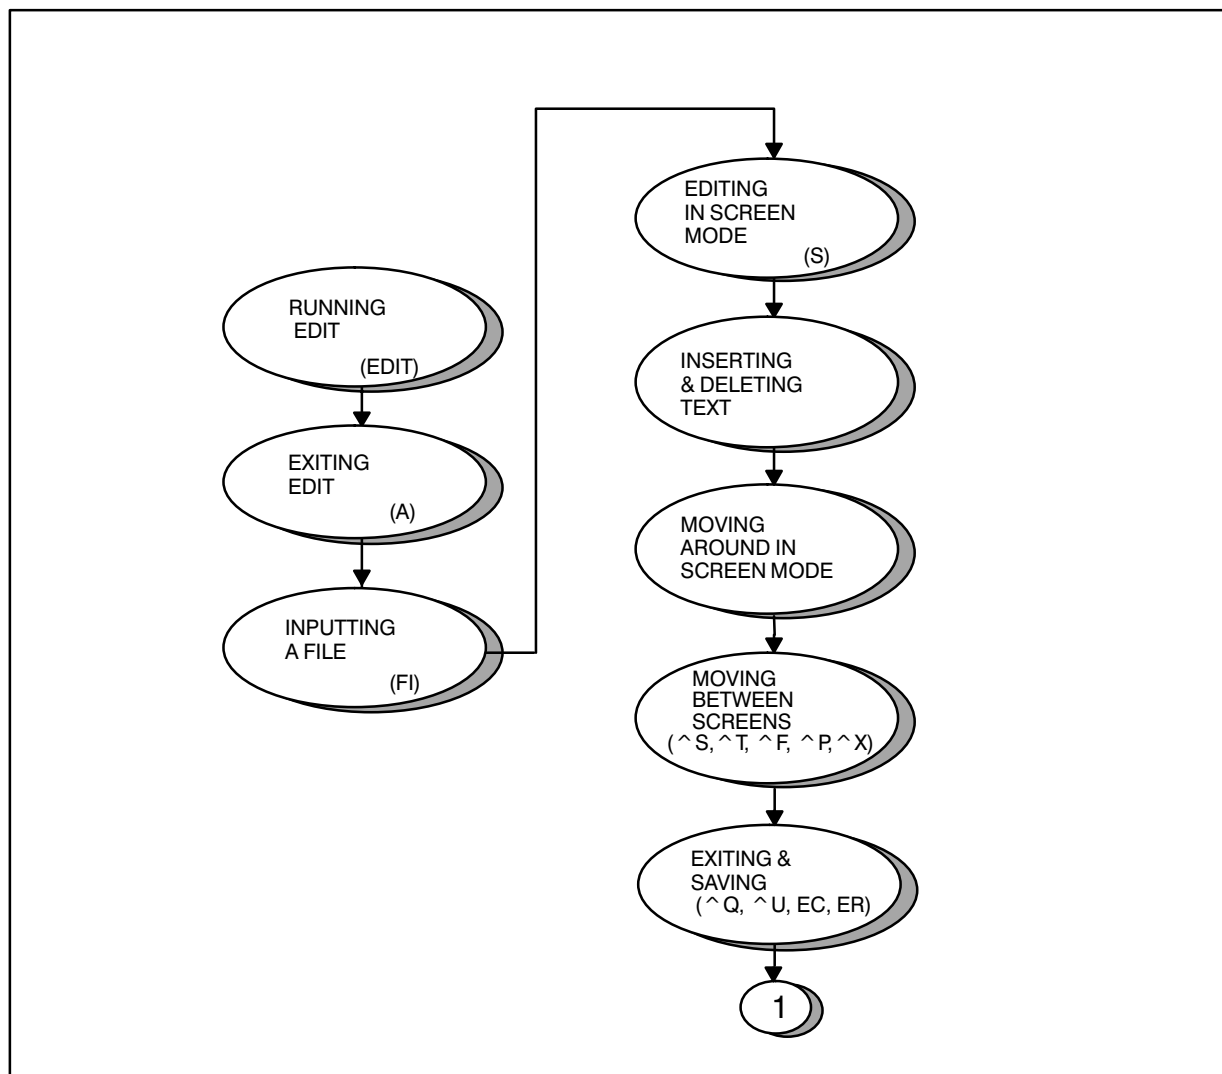 RUNNING
EDIT
(EDIT)
EXITING
EDIT
(A)
INPUTTING
A FILE
(FI)
EDITING
IN SCREEN
MODE
(S)
INSERTING
& DELETING
TEXT
MOVING
AROUND IN
SCREEN MODE
MOVING
BETWEEN
SCREENS
(^S,^T, ^F, ^P,^X)
EXITING &
SAVING
(^Q, ^U, EC, ER)
1